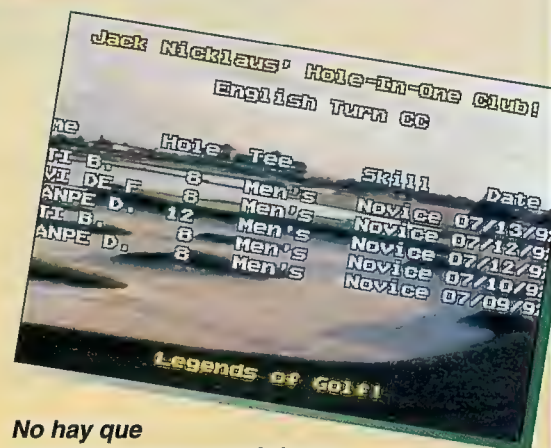 Jack Nicklaus' Hole-In-One Club!
English Turn CC
me Hole Tee Skill Date
TI B. 8 Men's Novice 07/13/9
VI DE F 8 Men's Novice 07/12/9
ANPE D. 12 Men's Novice 07/12/9
TI B. 8 Men's Novice 07/10/9
ANPE D. 8 Men's Novice 07/09/9
Legends of Golf!
No hay que